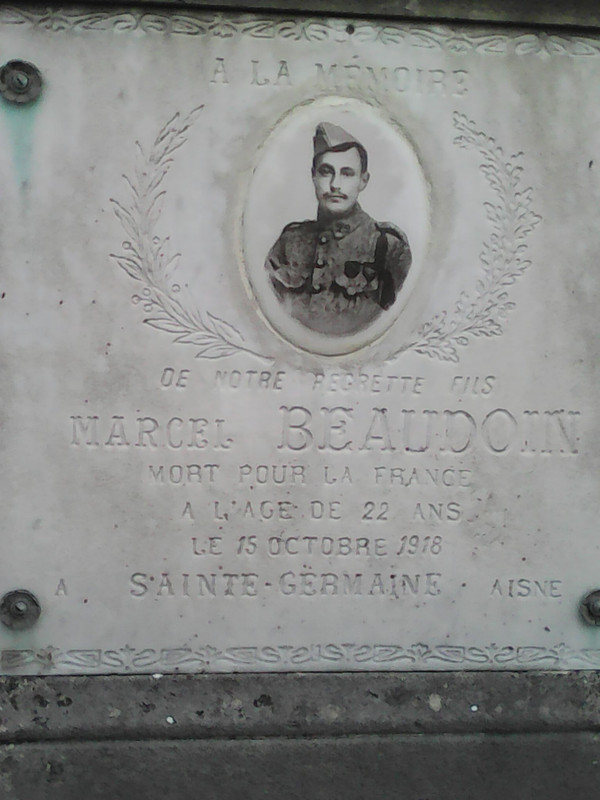 A LA MÉMOIRE
DE NOTRE REGRETTE FILS
MARCEL BEAUDOIN
MORT POUR LA FRANCE
A L'AGE DE 22 ANS
LE 15 OCTOBRE 1918
A SAINTE-GERMAINE . AISNE